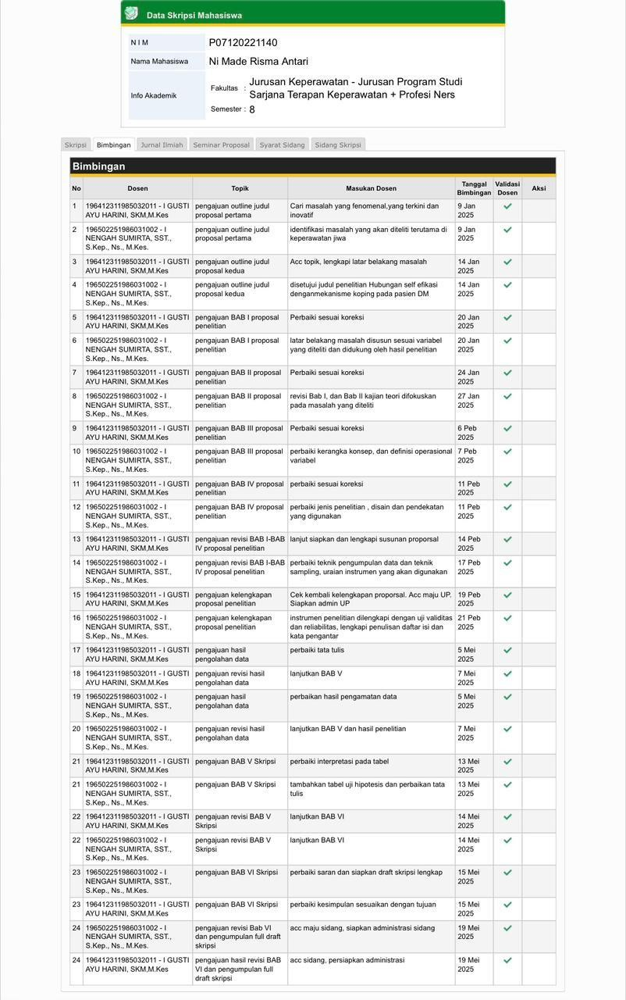 Data Skripsi Mahasiswa
N I M P07120221140
Nama Mahasiswa Ni Made Risma Antari
Info Akademik Fakultas : Jurusan Keperawatan - Jurusan Program Studi
Sarjana Terapan Keperawatan + Profesi Ners
Semester : 8
Skripsi Bimbingan Jurnal Ilmiah Seminar Proposal Syarat Sidang Sidang Skripsi
Bimbingan
No Dosen Topik Masukan Dosen Tanggal Bimbingan Validasi Dosen Aksi
1 196412311985032011 - I GUSTI pengajuan outline judul Cari masalah yang fenomenal,yang terkini dan 9 Jan
AYU HARINI, SKM,M.Kes proposal pertama inovatif 2025
2 196502251986031002 - I pengajuan outline judul identifikasi masalah yang akan diteliti terutama di 9 Jan
NENGAH SUMIRTA, SST., proposal pertama keperawatan jiwa 2025
S.Kep., Ns., M.Kes.
3 196412311985032011 - I GUSTI pengajuan outline judul Acc topik, lengkapi latar belakang masalah 14 Jan
AYU HARINI, SKM,M.Kes proposal kedua 2025
4 196502251986031002 - I pengajuan outline judul disetujui judul penelitian Hubungan self efikasi 14 Jan
NENGAH SUMIRTA, SST., proposal kedua denganmekanisme koping pada pasien DM 2025
S.Kep., Ns., M.Kes.
5 196412311985032011 - I GUSTI pengajuan BAB I proposal Perbaiki sesuai koreksi 20 Jan
AYU HARINI, SKM,M.Kes penelitian 2025
6 196502251986031002 - I pengajuan BAB I proposal latar belakang masalah disusun sesuai variabel 20 Jan
NENGAH SUMIRTA, SST., penelitian yang diteliti dan didukung oleh hasil penelitian 2025
S.Kep., Ns., M.Kes.
7 196412311985032011 - I GUSTI pengajuan BAB II proposal Perbaiki sesuai koreksi 24 Jan
AYU HARINI, SKM,M.Kes penelitian 2025
8 196502251986031002 - I pengajuan BAB II proposal revisi Bab I, dan Bab II kajian teori difokuskan 27 Jan
NENGAH SUMIRTA, SST., penelitian pada masalah yang diteliti 2025
S.Kep., Ns., M.Kes.
9 196412311985032011 - I GUSTI pengajuan BAB III proposal Perbaiki sesuai koreksi 6 Peb
AYU HARINI, SKM,M.Kes penelitian 2025
10 196502251986031002 - I pengajuan BAB III proposal perbaiki kerangka konsep, dan definisi operasional 7 Peb
NENGAH SUMIRTA, SST., penelitian variabel 2025
S.Kep., Ns., M.Kes.
11 196412311985032011 - I GUSTI pengajuan BAB IV proposal perbaiki sesuai koreksi 11 Peb
AYU HARINI, SKM,M.Kes penelitian 2025
12 196502251986031002 - I pengajuan BAB IV proposal perbaiki jenis penelitian , disain dan pendekatan 11 Peb
NENGAH SUMIRTA, SST., penelitian yang digunakan 2025
S.Kep., Ns., M.Kes.
13 196412311985032011 - I GUSTI pengajuan revisi BAB I-BAB lanjut siapkan dan lengkapi susunan proporsal 14 Peb
AYU HARINI, SKM,M.Kes IV proposal penelitian 2025
14 196502251986031002 - I pengajuan revisi BAB I-BAB perbaiki teknik pengumpulan data dan teknik 17 Peb
NENGAH SUMIRTA, SST., IV proposal penelitian sampling, uraian instrumen yang akan digunakan 2025
S.Kep., Ns., M.Kes.
15 196412311985032011 - I GUSTI pengajuan kelengkapan Cek kembali kelengkapan proporsal. Acc maju UP. 19 Peb
AYU HARINI, SKM,M.Kes proposal penelitian Siapkan admin UP 2025
16 196502251986031002 - I pengajuan kelengkapan instrumen penelitian dilengkapi dengan uji validitas 21 Peb
NENGAH SUMIRTA, SST., proposal penelitian dan reliabilitas, lengkapi penulisan daftar isi dan 2025
S.Kep., Ns., M.Kes. kata pengantar
17 196412311985032011 - I GUSTI pengajuan hasil perbaiki tata tulis 5 Mei
AYU HARINI, SKM,M.Kes pengolahan data 2025
18 196412311985032011 - I GUSTI pengajuan revisi hasil lanjutkan BAB V 7 Mei
AYU HARINI, SKM,M.Kes pengolahan data 2025
19 196502251986031002 - I pengajuan hasil perbaikan hasil pengamatan data 5 Mei
NENGAH SUMIRTA, SST., pengolahan data 2025
S.Kep., Ns., M.Kes.
20 196502251986031002 - I pengajuan revisi hasil lanjutkan BAB V dan hasil penelitian 7 Mei
NENGAH SUMIRTA, SST., pengolahan data 2025
S.Kep., Ns., M.Kes.
21 196412311985032011 - I GUSTI pengajuan BAB V Skripsi perbaiki interpretasi pada tabel 13 Mei
AYU HARINI, SKM,M.Kes 2025
21 196502251986031002 - I pengajuan BAB V Skripsi tambahkan tabel uji hipotesis dan perbaikan tata 13 Mei
NENGAH SUMIRTA, SST., tulis 2025
S.Kep., Ns., M.Kes.
22 196412311985032011 - I GUSTI pengajuan revisi BAB V lanjutkan BAB VI 14 Mei
AYU HARINI, SKM,M.Kes Skripsi 2025
22 196502251986031002 - I pengajuan revisi BAB V lanjutkan BAB VI 14 Mei
NENGAH SUMIRTA, SST., Skripsi 2025
S.Kep., Ns., M.Kes.
23 196502251986031002 - I pengajuan BAB VI Skripsi perbaiki saran dan siapkan draft skripsi lengkap 15 Mei
NENGAH SUMIRTA, SST., 2025
S.Kep., Ns., M.Kes.
23 196412311985032011 - I GUSTI pengajuan BAB VI Skripsi perbaiki kesimpulan sesuaikan dengan tujuan 15 Mei
AYU HARINI, SKM,M.Kes 2025
24 196502251986031002 - I pengajuan revisi Bab VI acc maju sidang, siapkan administrasi sidang 19 Mei
NENGAH SUMIRTA, SST., dan pengumpulan full draft 2025
S.Kep., Ns., M.Kes. skripsi
24 196412311985032011 - I GUSTI pengajuan hasil revisi BAB acc sidang, persiapkan administrasi 19 Mei
AYU HARINI, SKM,M.Kes VI dan pengumpulan full 2025
draft skripsi